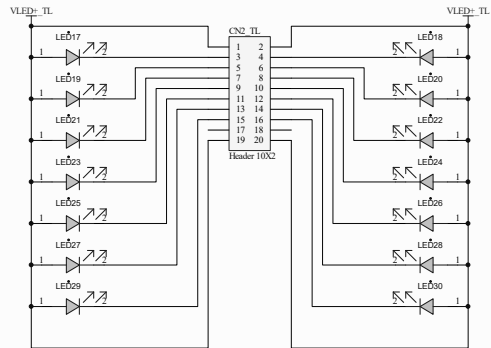 VLED+_TL VLED+_TL
CN2_TL
LED17 LED18
1 2 1 2 2 1
3 4
LED19 5 6 LED20
1 2 7 8 2 1
9 10
LED21 11 12 LED22
1 2 13 14 2 1
15 16
17 18
LED23 19 20 LED24
1 2 Header 10X2 2 1
LED25 LED26
1 2 2 1
LED27 LED28
1 2 2 1
LED29 LED30
1 2 2 1